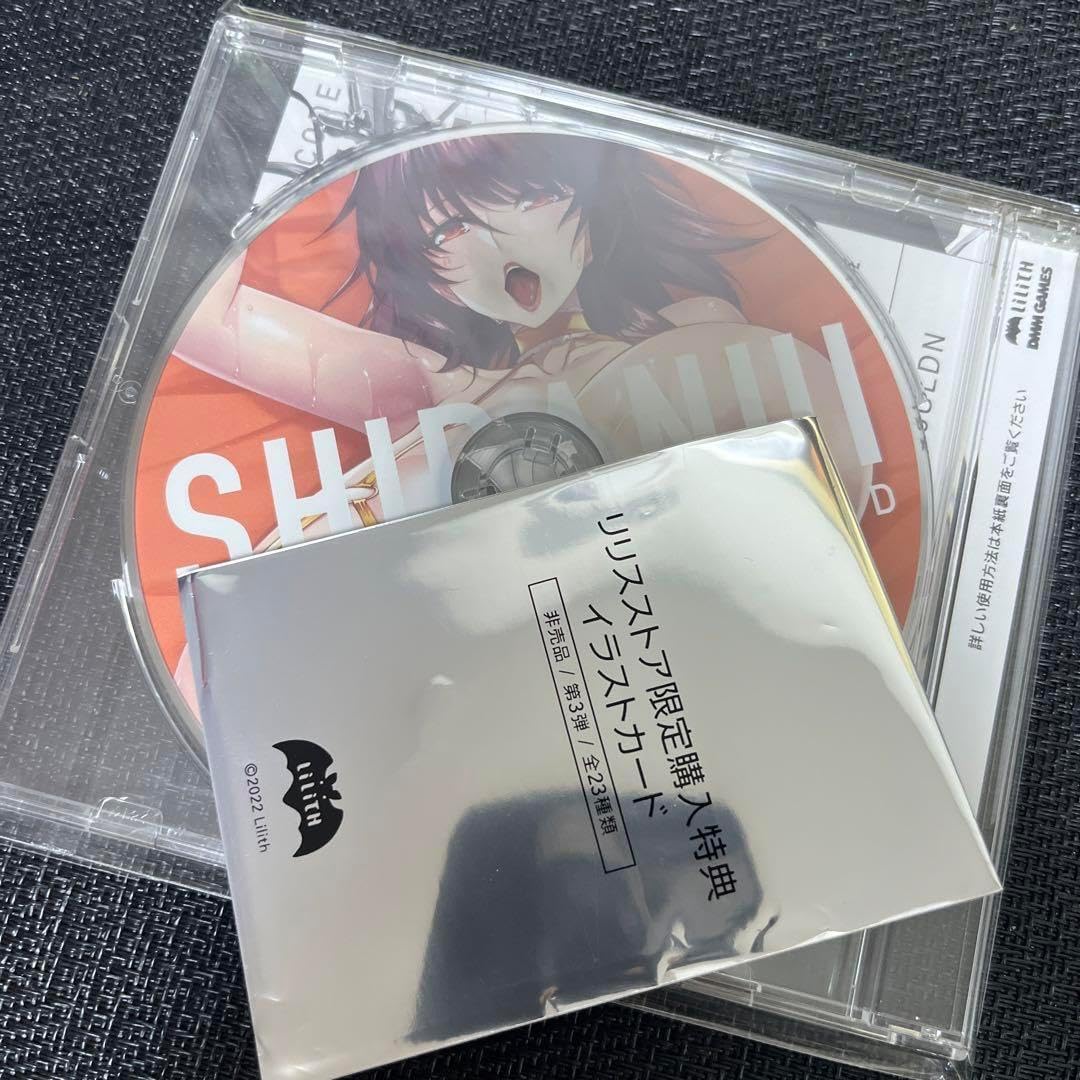 CODE
SHIRANUI
D
LILITH
DMM GAMES
詳しい使用方法は本紙裏面をご覧ください
リリスストア限定購入特典
イラストカード
非売品 / 第3弾 / 全23種類
LILITH
©2022 Lilith